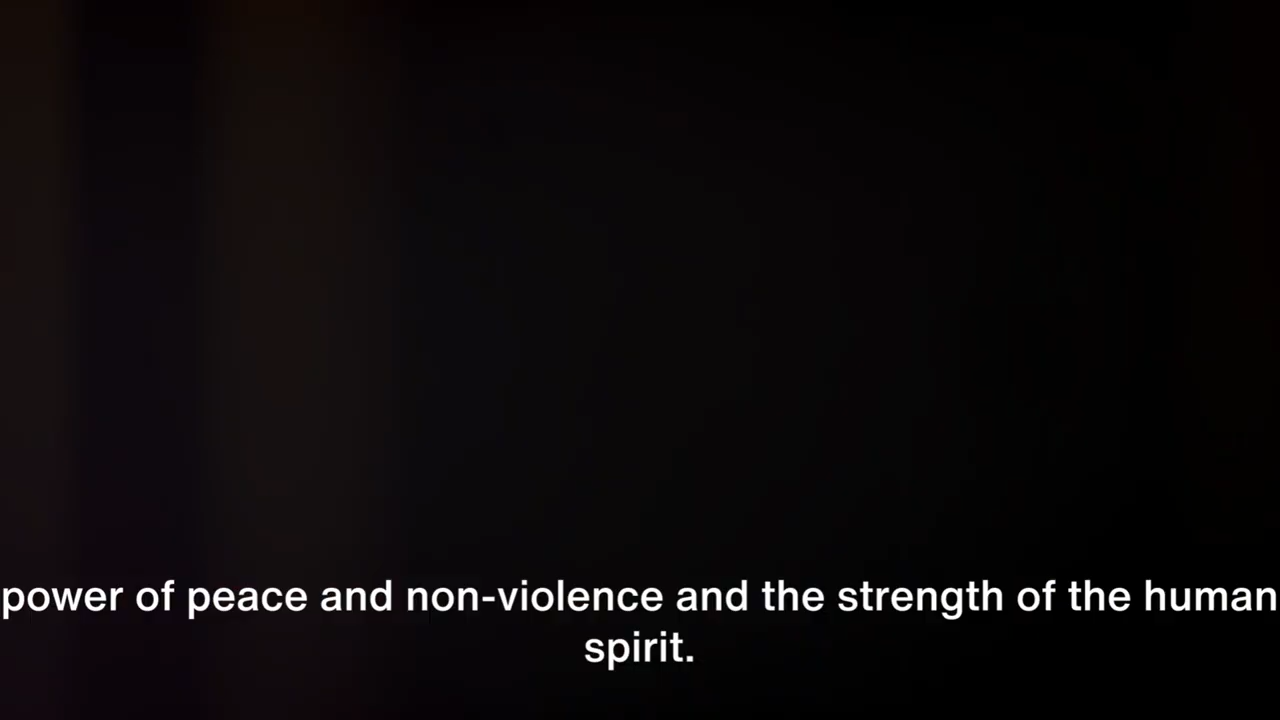 power of peace and non-violence and the strength of the human
spirit.